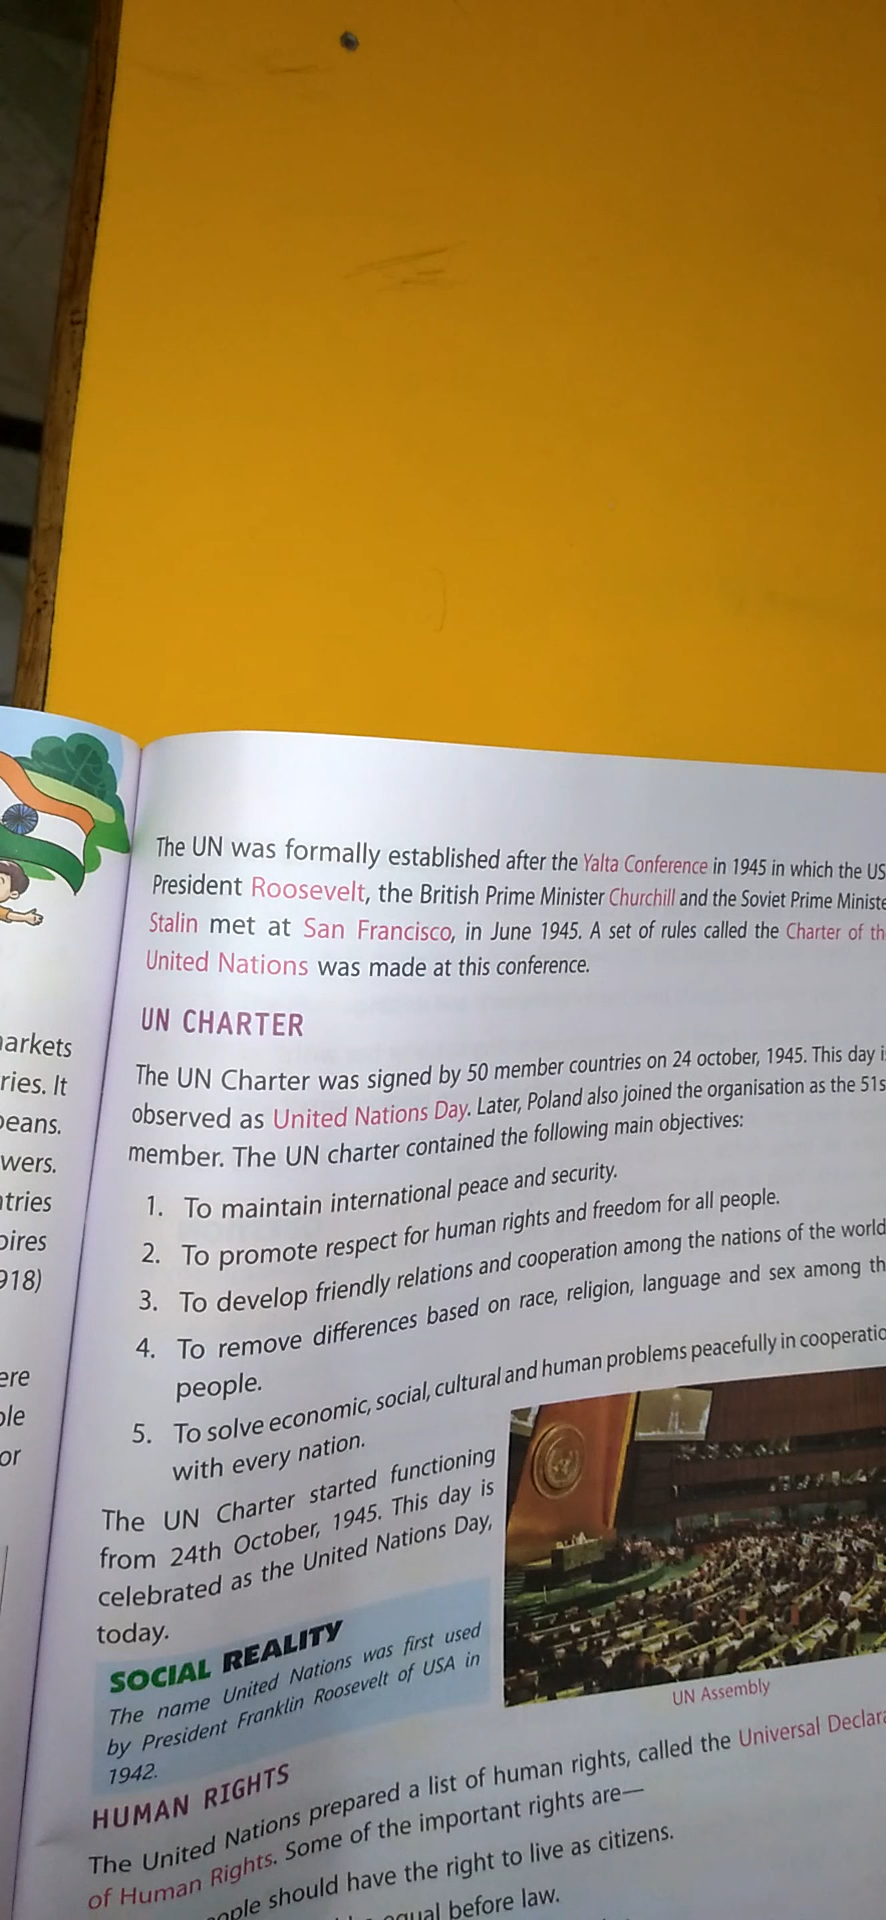 The UN was formally established after the Yalta Conference in 1945 in which the US
President Roosevelt, the British Prime Minister Churchill and the Soviet Prime Ministe
Stalin met at San Francisco, in June 1945. A set of rules called the Charter of th
United Nations was made at this conference.
UN CHARTER
The UN Charter was signed by 50 member countries on 24 october, 1945. This day i
observed as United Nations Day. Later, Poland also joined the organisation as the 51s
member. The UN charter contained the following main objectives:
1. To maintain international peace and security.
2. To promote respect for human rights and freedom for all people.
3. To develop friendly relations and cooperation among the nations of the world
4. To remove differences based on race, religion, language and sex among th
people.
5. To solve economic, social, cultural and human problems peacefully in cooperatio
with every nation.
The UN Charter started functioning
from 24th October, 1945. This day is
celebrated as the United Nations Day,
today.
SOCIAL REALITY
The name United Nations was first used
by President Franklin Roosevelt of USA in
1942.
UN Assembly
HUMAN RIGHTS
The United Nations prepared a list of human rights, called the Universal Declara
of Human Rights. Some of the important rights are—
ople should have the right to live as citizens.
equal before law.
arkets
ries. It
peans.
wers.
ntries
pires
918)
ere
ple
or